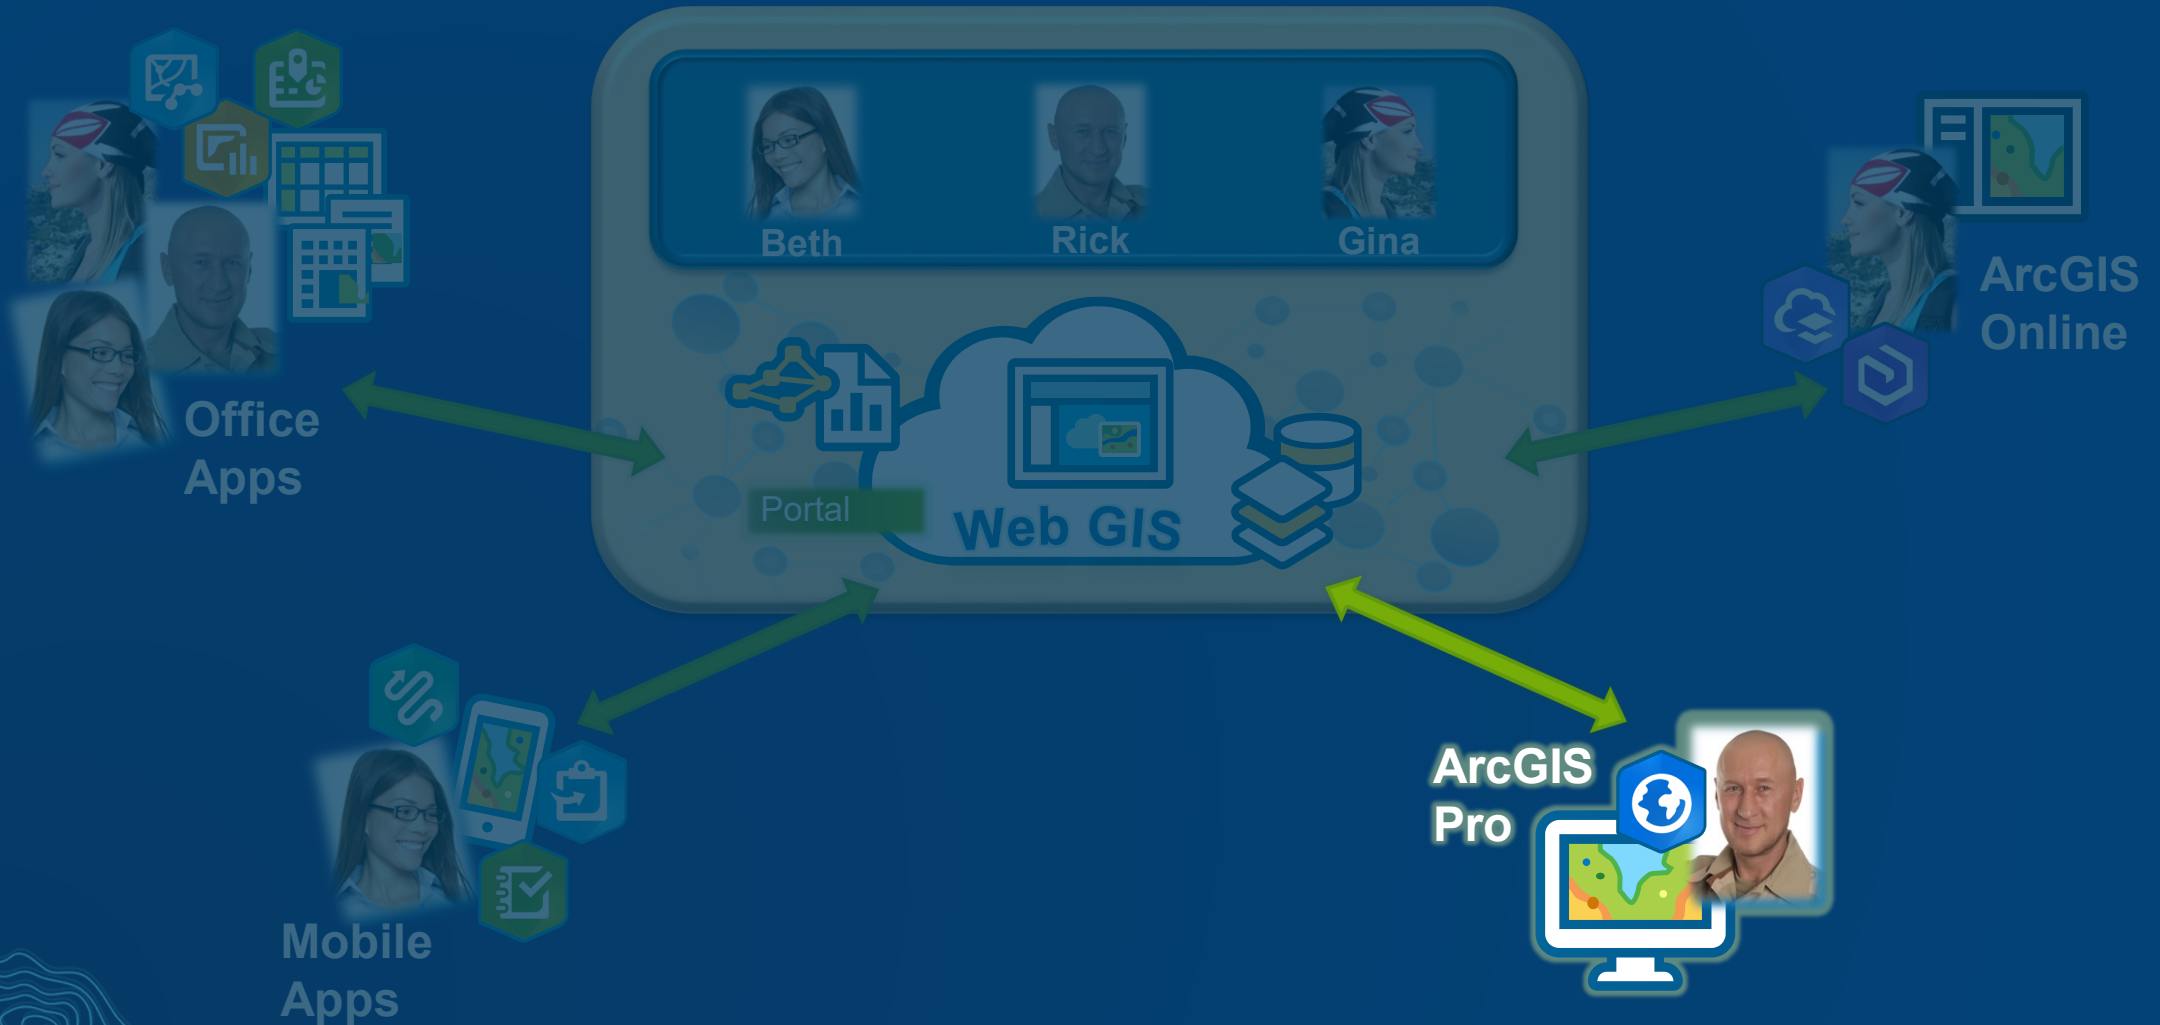 Beth
Rick
Gina
ArcGIS
Online
Office
Apps
Portal
Web GIS
ArcGIS
Pro
Mobile
Apps